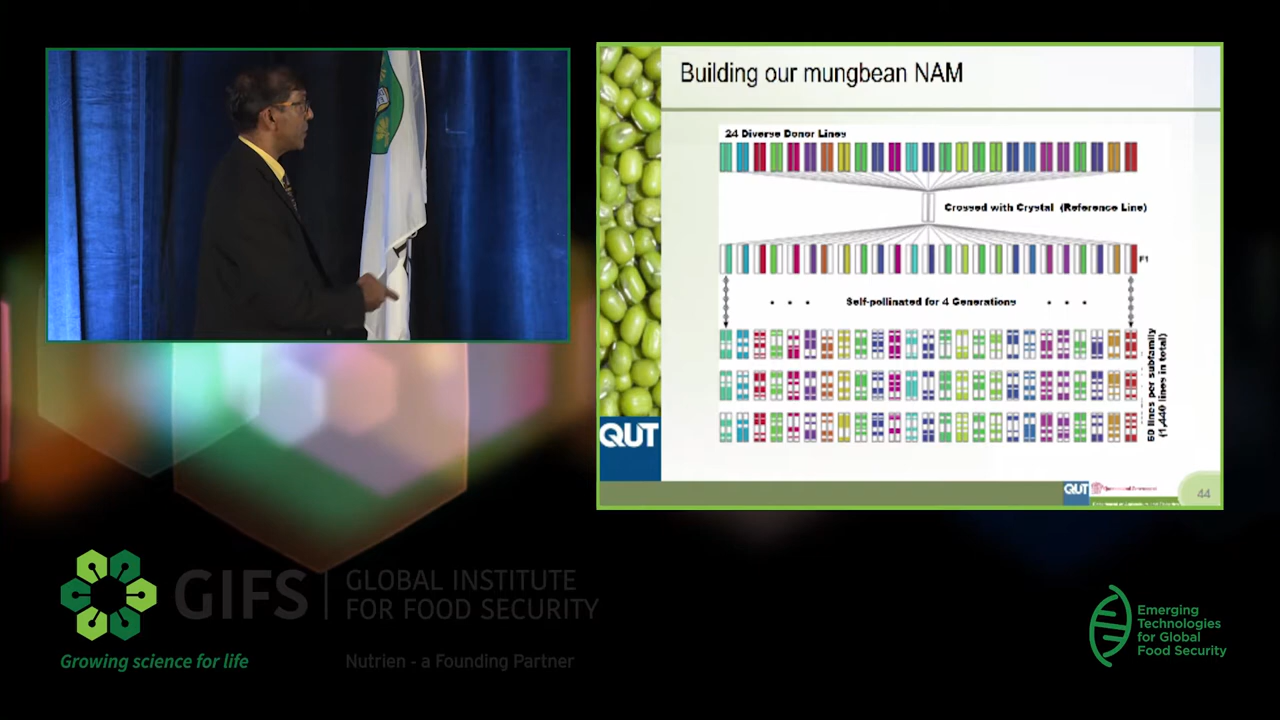 Building our mungbean NAM
24 Diverse Donor Lines
Crossed with Crystal (Reference Line)
F1
Self-pollinated for 4 Generations
60 lines per subfamily
(1,440 lines in total)
QUT
QUT
44
GIFS
GLOBAL INSTITUTE
FOR FOOD SECURITY
Growing science for life
Nutrien - a Founding Partner
Emerging
Technologies
for Global
Food Security